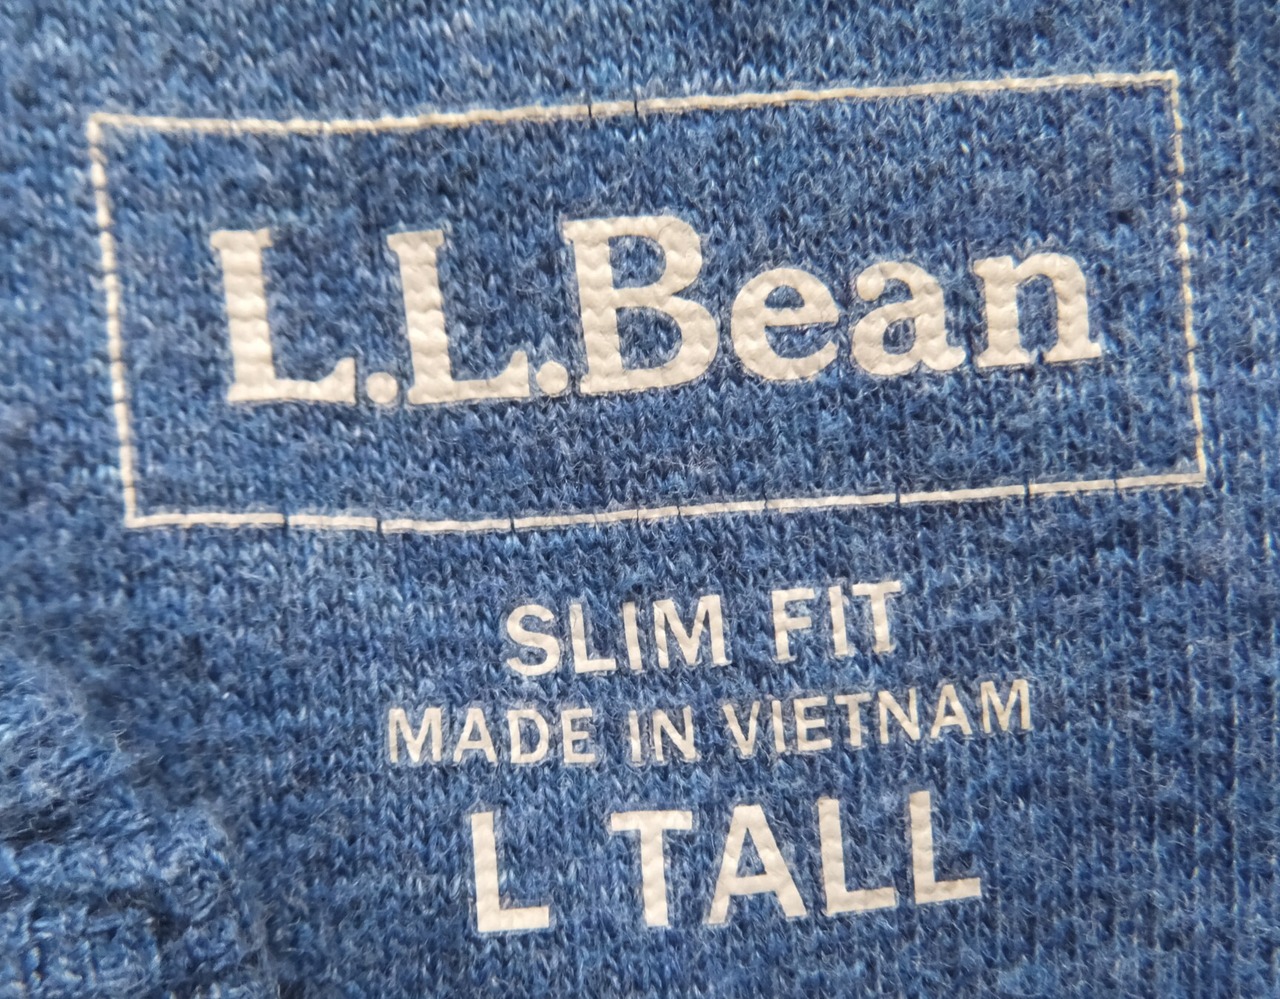 L.L.Bean
SLIM FIT
MADE IN VIETNAM
L TALL